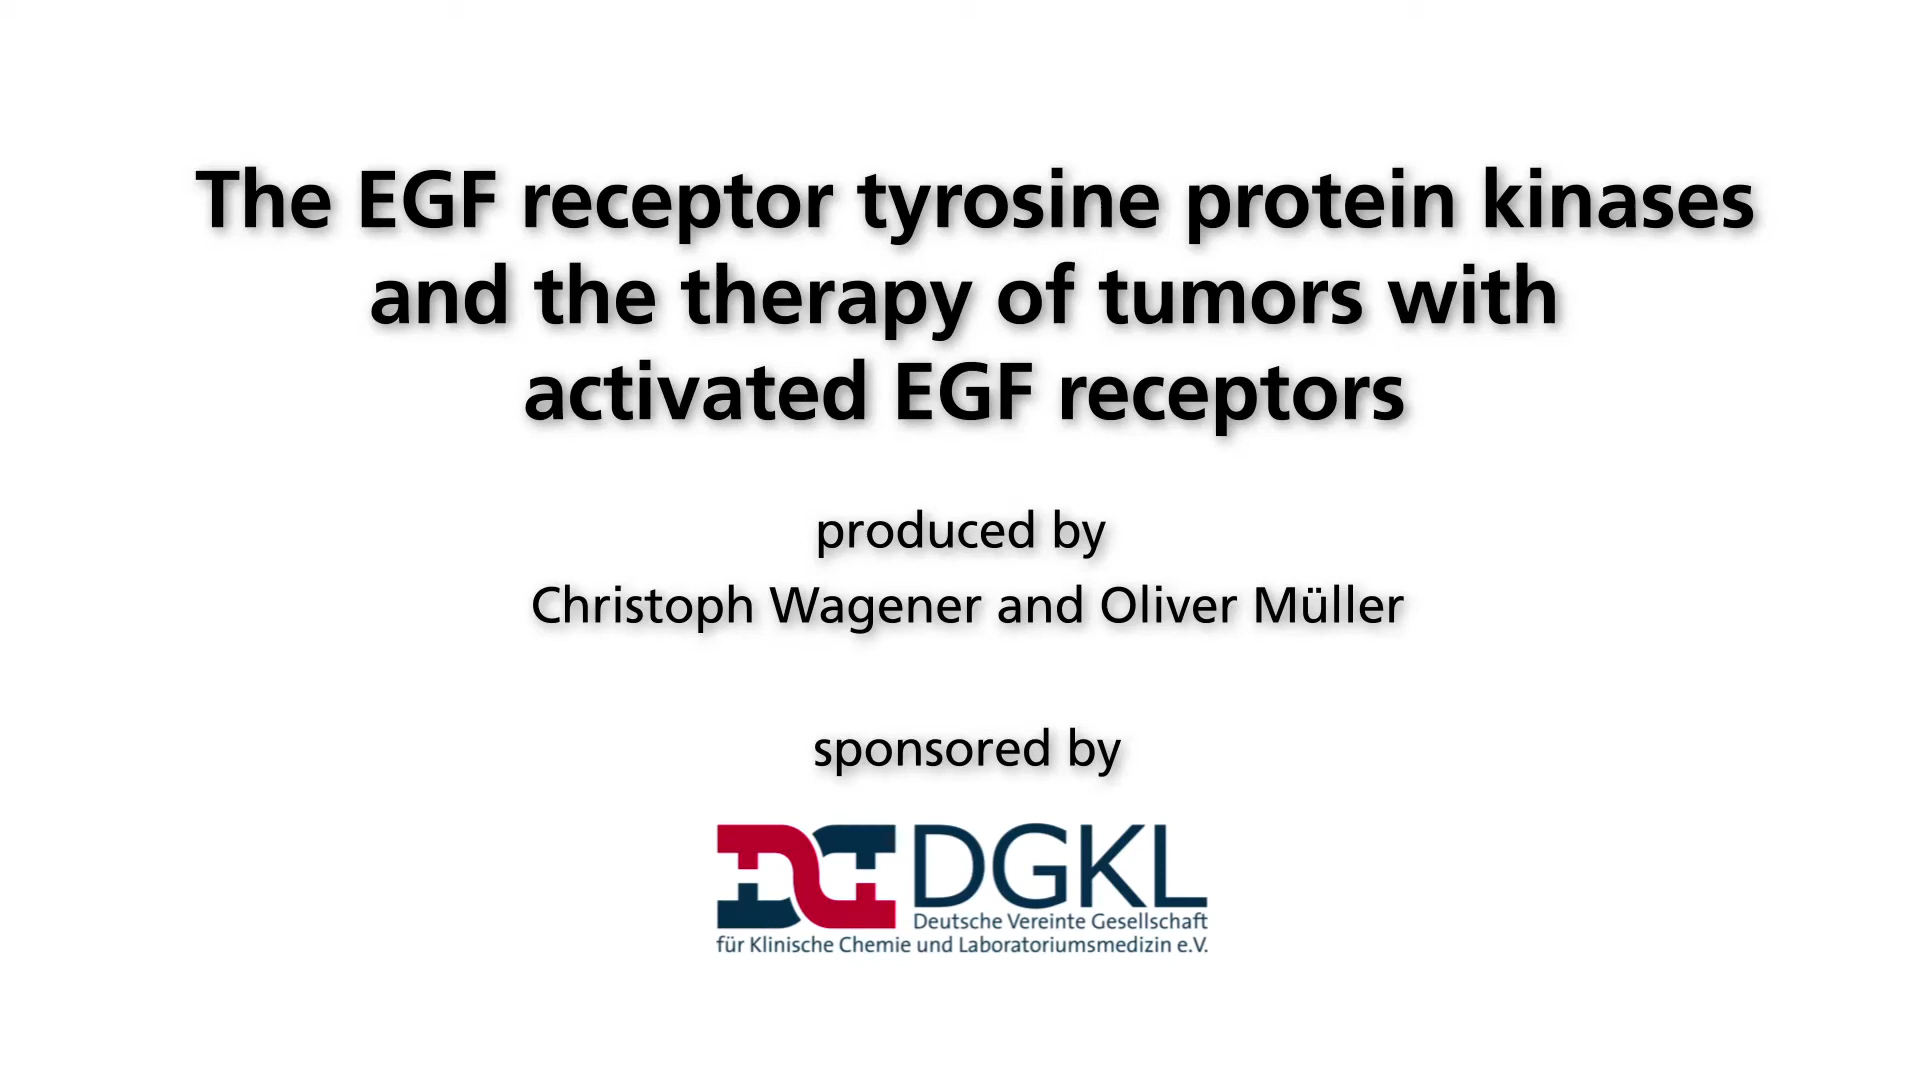 The EGF receptor tyrosine protein kinases
and the therapy of tumors with
activated EGF receptors
produced by
Christoph Wagener and Oliver Müller
sponsored by
DGKL
Deutsche Vereinte Gesellschaft
für Klinische Chemie und Laboratoriumsmedizin e.V.